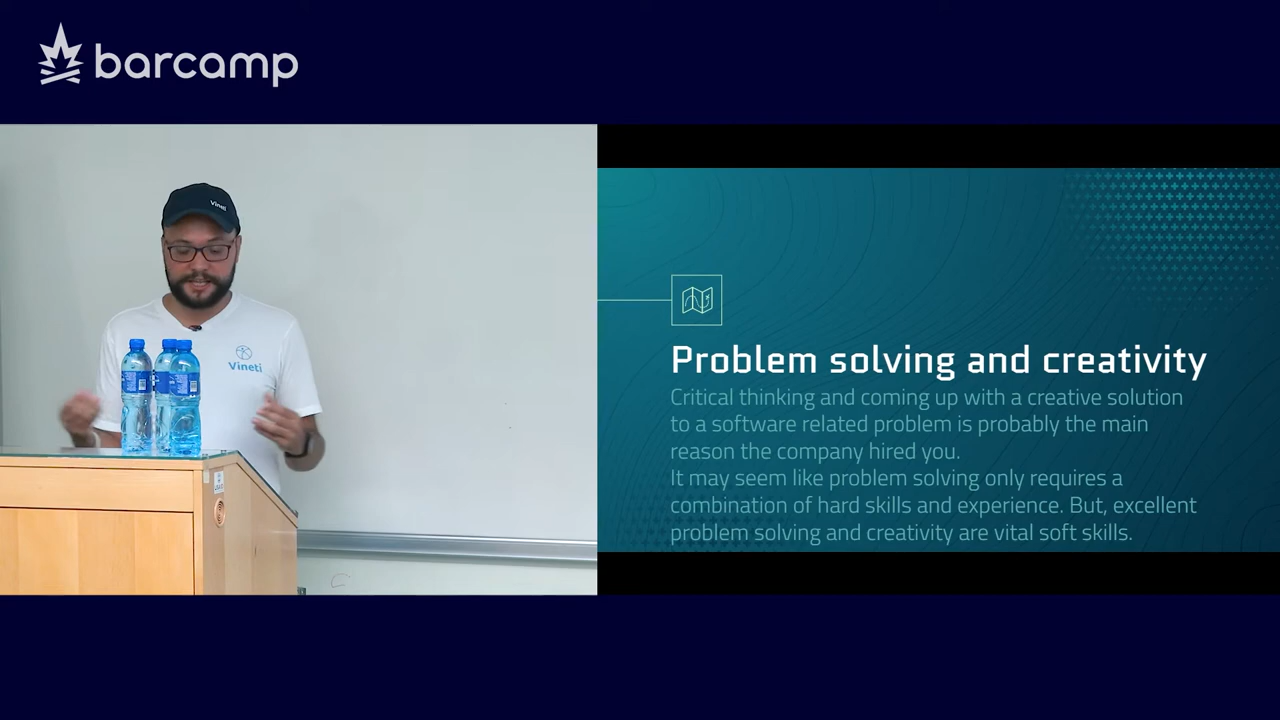 barcamp
Vineti
Vineti
Problem solving and creativity
Critical thinking and coming up with a creative solution
to a software related problem is probably the main
reason the company hired you.
It may seem like problem solving only requires a
combination of hard skills and experience. But, excellent
problem solving and creativity are vital soft skills.